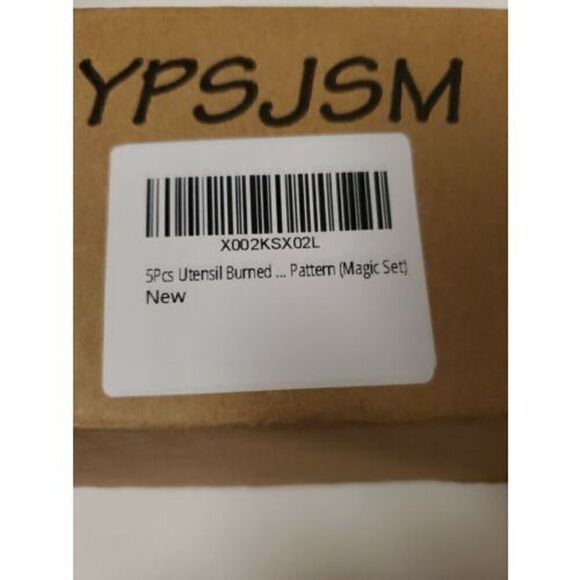 YPSJSM
X002KSX02L
5Pcs Utensil Burned ... Pattern (Magic Set)
New